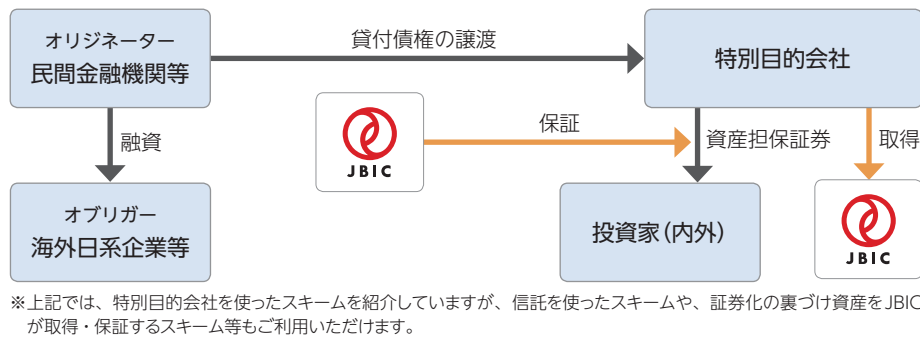 オリジネーター
民間金融機関等
貸付債権の譲渡
特別目的会社
融資
JBIC
保証
資産担保証券
取得
オブリガー
海外日系企業等
投資家(内外)
JBIC
※上記では、特別目的会社を使ったスキームを紹介していますが、信託を使ったスキームや、証券化の裏づけ資産をJBIC
が取得・保証するスキーム等もご利用いただけます。